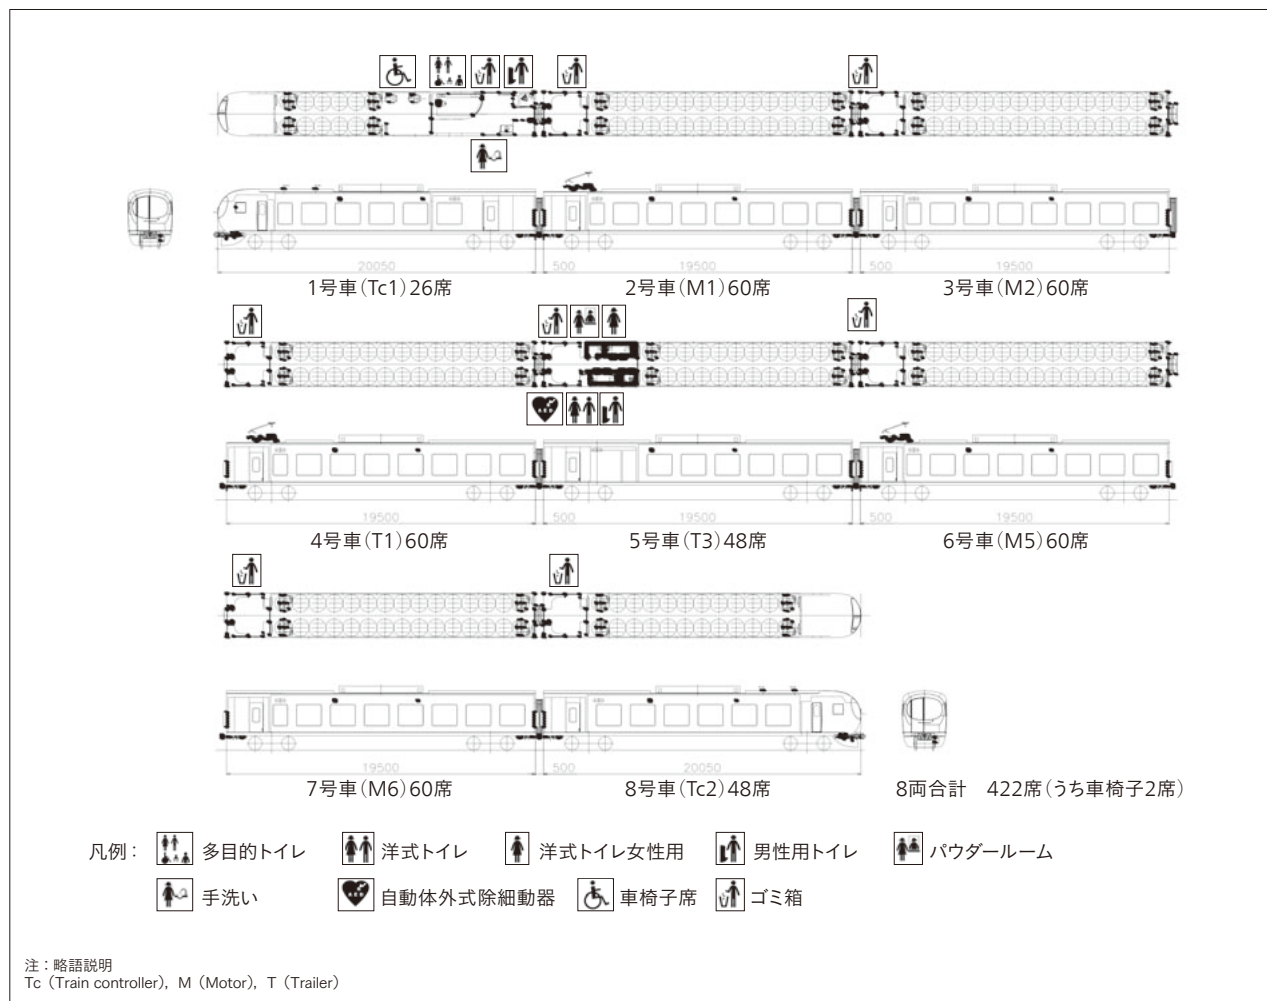 20050 500 19500 500 19500
1号車（Tc1）26席 2号車（M1）60席 3号車（M2）60席
19500 500 19500 500 19500
4号車（T1）60席 5号車（T3）48席 6号車（M5）60席
19500 500 20050
7号車（M6）60席 8号車（Tc2）48席 8両合計　422席（うち車椅子2席）
凡例： 多目的トイレ 洋式トイレ 洋式トイレ女性用 男性用トイレ パウダールーム
手洗い 自動体外式除細動器 車椅子席 ゴミ箱
注：略語説明
Tc（Train controller），M（Motor），T（Trailer）